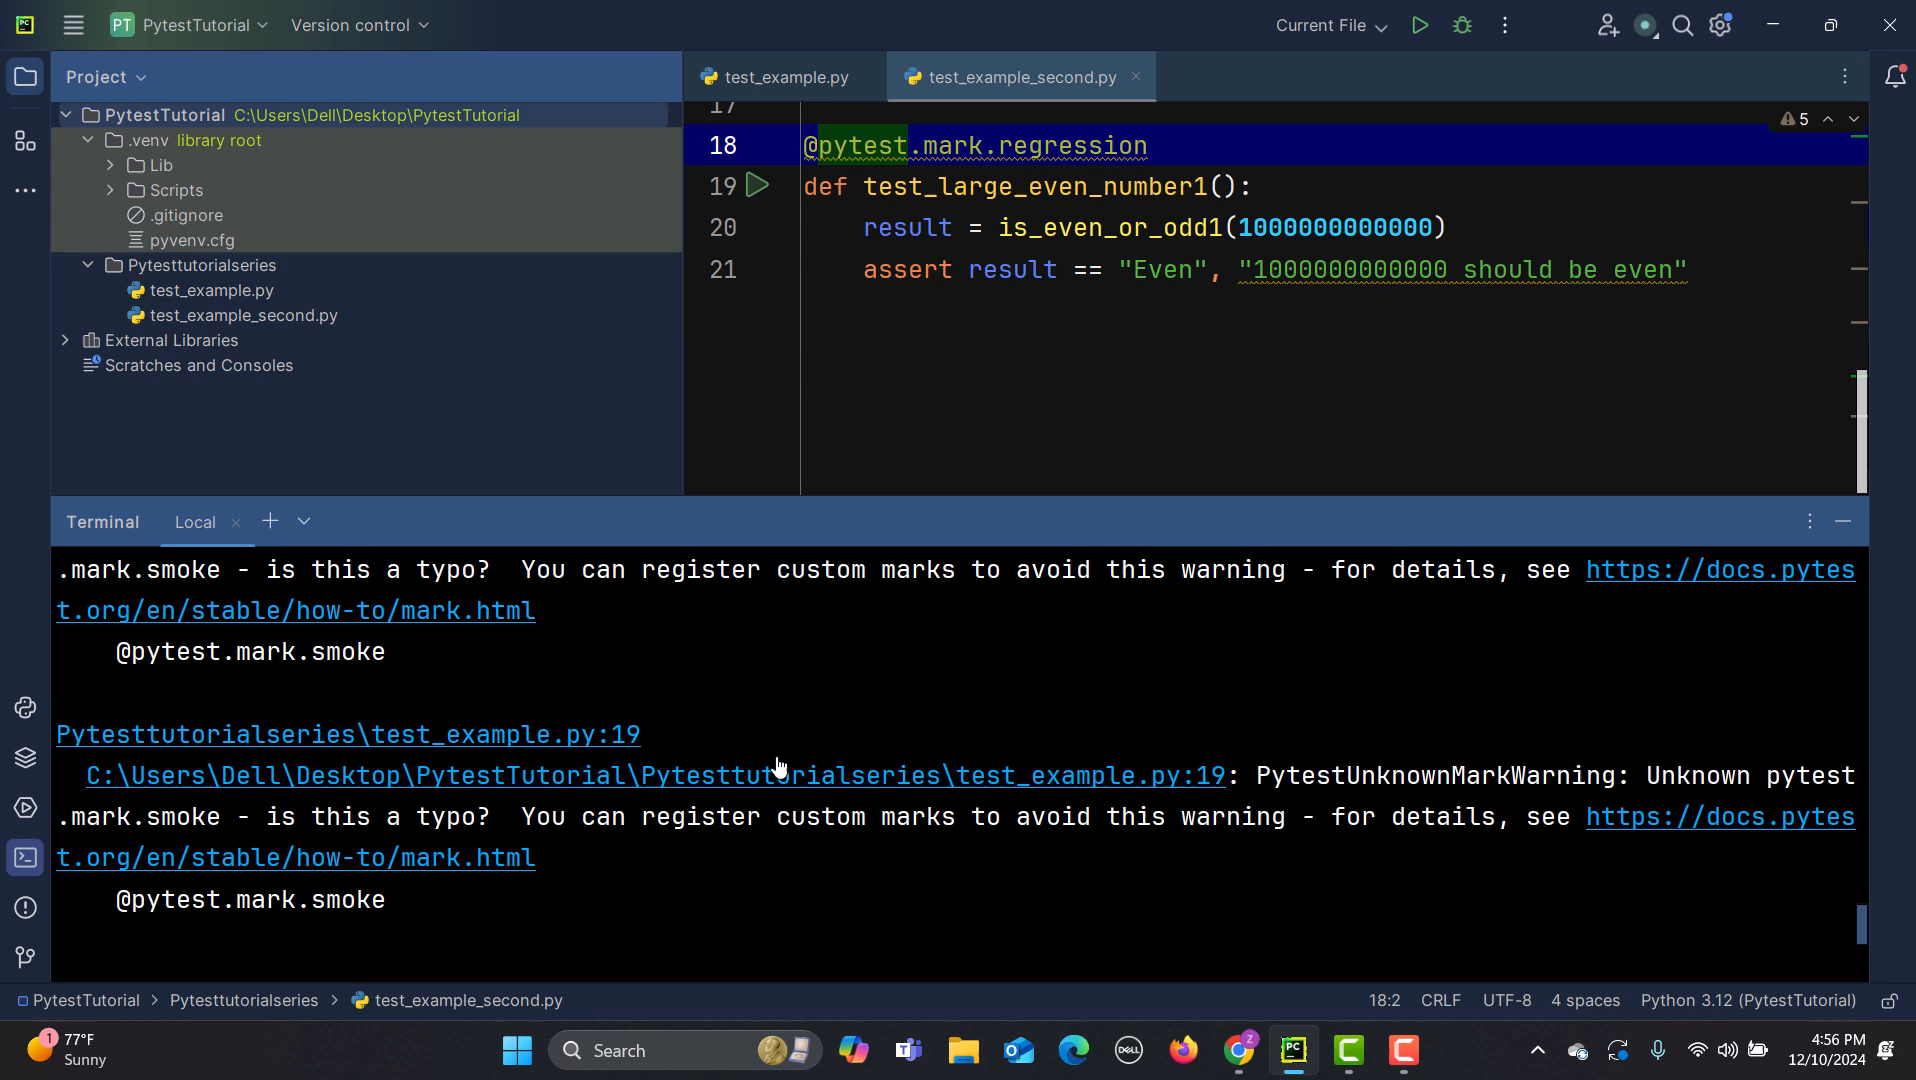 PT PytestTutorial Version control Current File
Project
test_example.py test_example_second.py
PytestTutorial C:\Users\Dell\Desktop\PytestTutorial
.venv library root
Lib
Scripts
.gitignore
pyvenv.cfg
Pytesttutorialseries
test_example.py
test_example_second.py
External Libraries
Scratches and Consoles
17
5
18 @pytest.mark.regression
19 def test_large_even_number1():
20 result = is_even_or_odd1(1000000000000)
21 assert result == "Even", "1000000000000 should be even"
Terminal Local
.mark.smoke - is this a typo?  You can register custom marks to avoid this warning - for details, see https://docs.pytes
t.org/en/stable/how-to/mark.html
@pytest.mark.smoke
Pytesttutorialseries\test_example.py:19
C:\Users\Dell\Desktop\PytestTutorial\Pytesttutorialseries\test_example.py:19: PytestUnknownMarkWarning: Unknown pytest
.mark.smoke - is this a typo?  You can register custom marks to avoid this warning - for details, see https://docs.pytes
t.org/en/stable/how-to/mark.html
@pytest.mark.smoke
PytestTutorial > Pytesttutorialseries > test_example_second.py 18:2 CRLF UTF-8 4 spaces Python 3.12 (PytestTutorial)
1 77°F
Sunny
Search
DELL
Z
PC
4:56 PM
12/10/2024